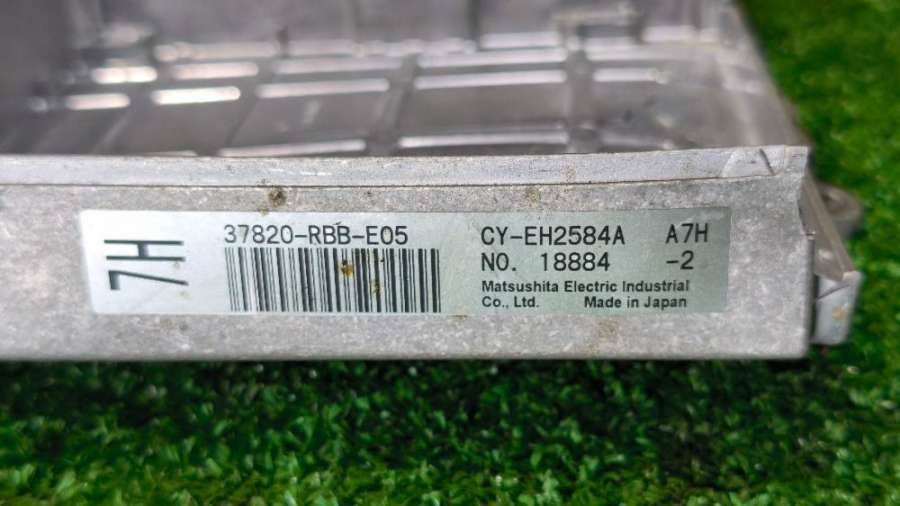 7H
37820-RBB-E05
CY-EH2584A A7H
NO. 18884 -2
Matsushita Electric Industrial
Co., Ltd. Made in Japan